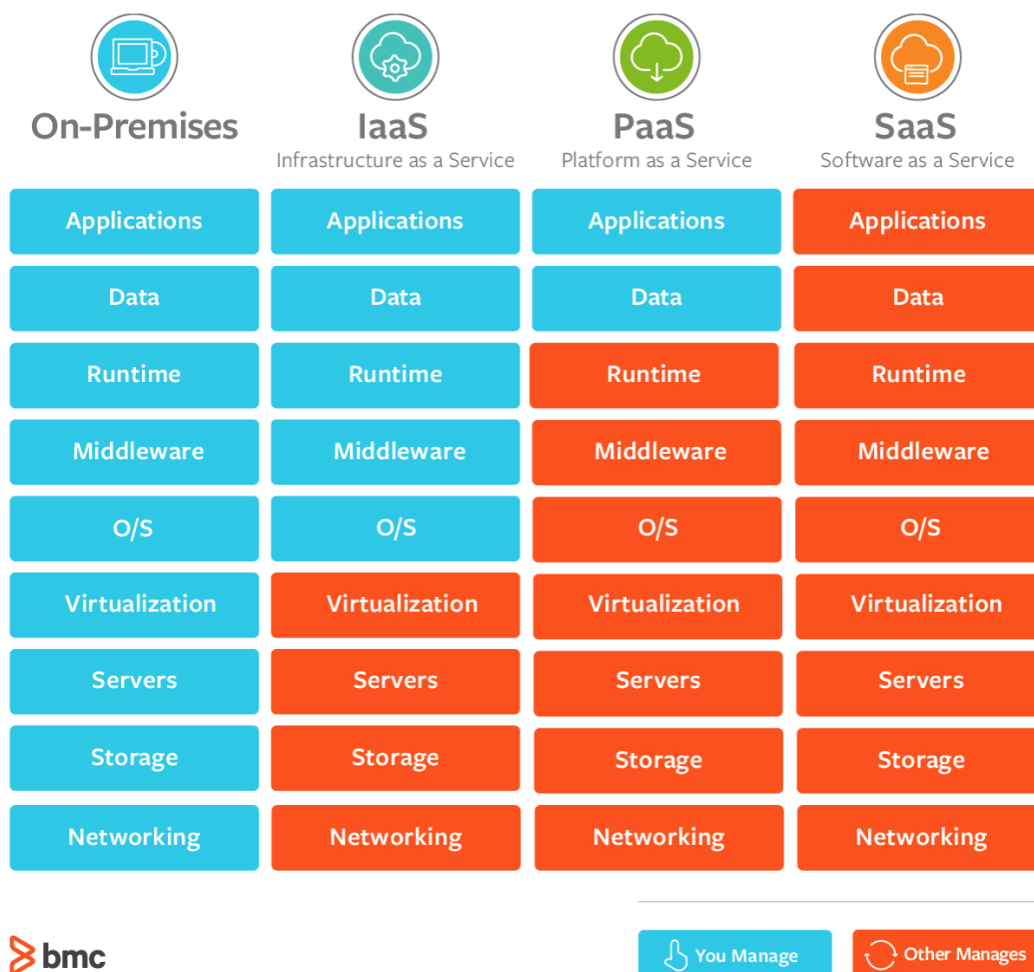 On-Premises IaaS PaaS SaaS
Infrastructure as a Service Platform as a Service Software as a Service
Applications Applications Applications Applications
Data Data Data Data
Runtime Runtime Runtime Runtime
Middleware Middleware Middleware Middleware
O/S O/S O/S O/S
Virtualization Virtualization Virtualization Virtualization
Servers Servers Servers Servers
Storage Storage Storage Storage
Networking Networking Networking Networking
bmc You Manage Other Manages